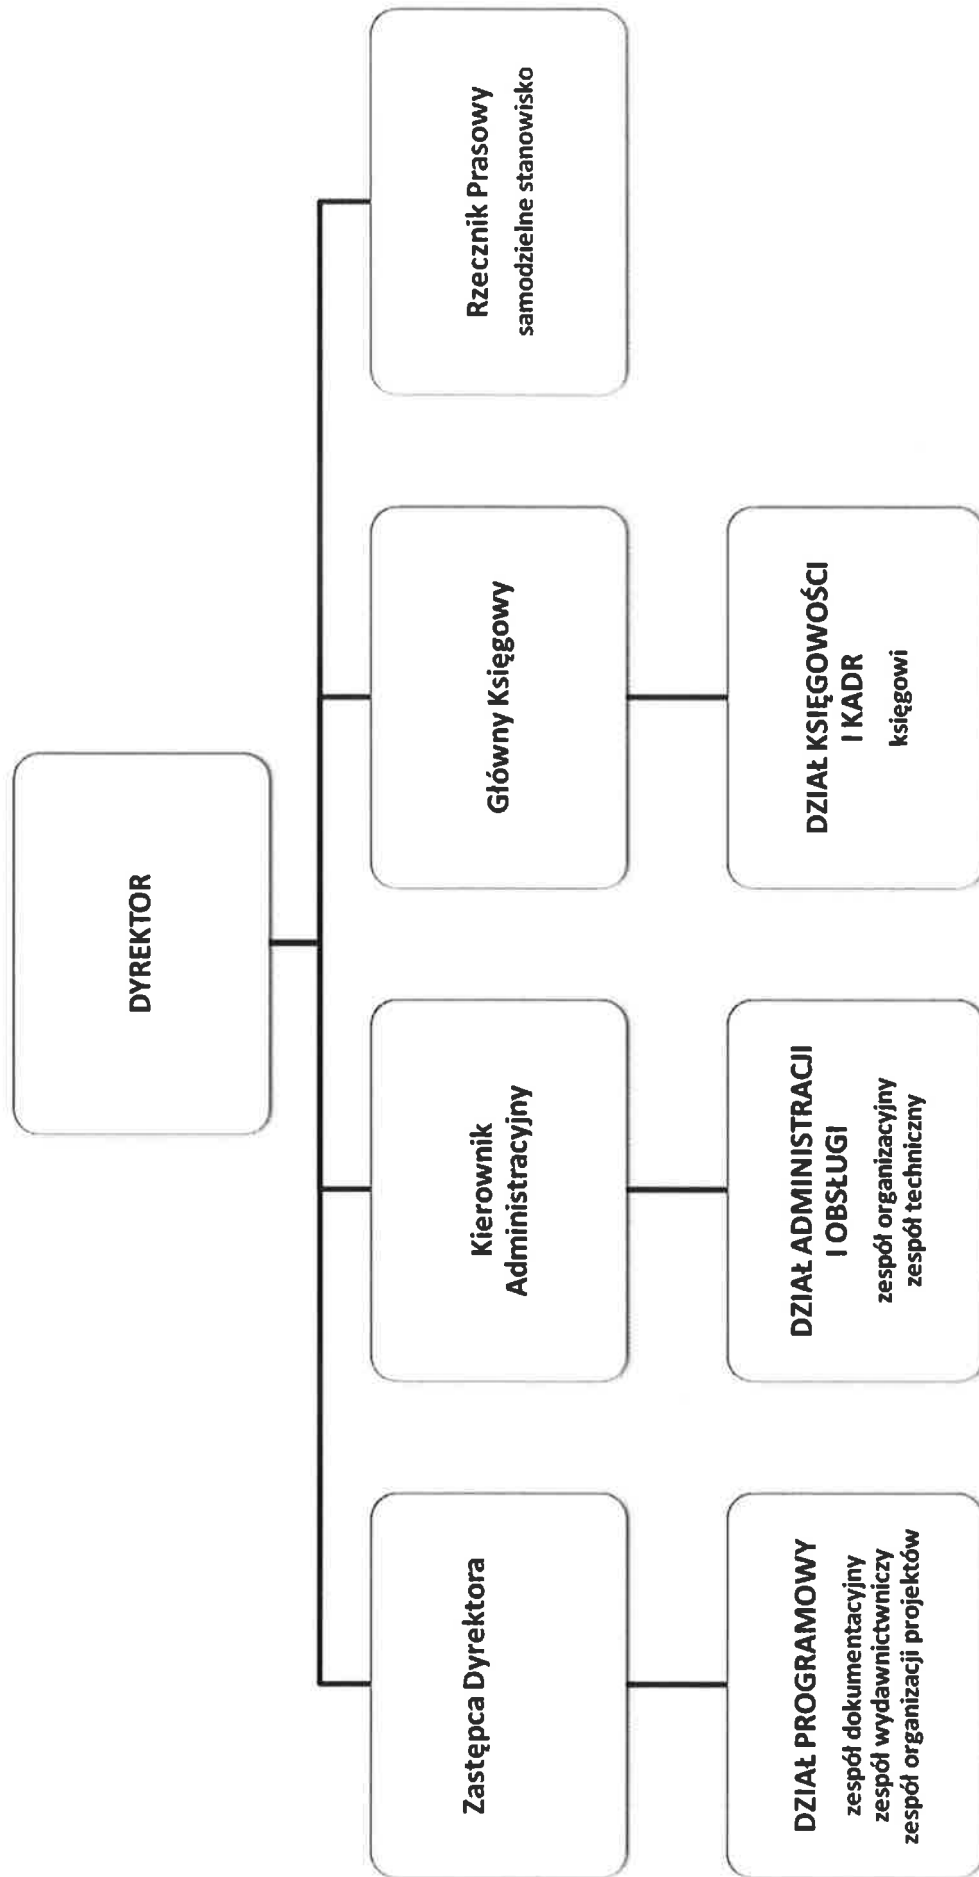 DYREKTOR
Zastępca Dyrektora
Kierownik
Administracyjny
Główny Księgowy
Rzecznik Prasowy
samodzielne stanowisko
DZIAŁ PROGRAMOWY
zespół dokumentacyjny
zespół wydawnictwniczy
zespół organizacji projektów
DZIAŁ ADMINISTRACJI
I OBSŁUGI
zespół organizacyjny
zespół techniczny
DZIAŁ KSIĘGOWOŚCI
I KADR
księgowi